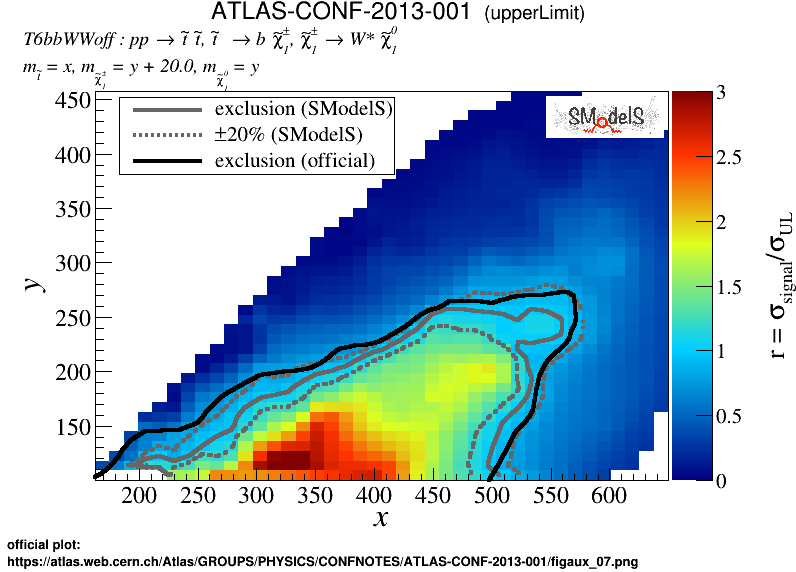 ATLAS-CONF-2013-001 (upperLimit)
T6bbWWoff : pp → t̃ t̃, t̃ → b χ̃₁±, χ̃₁± → W* χ̃₁⁰
m_t̃ = x, m_χ̃₁± = y + 20.0, m_χ̃₁⁰ = y
exclusion (SModelS)
±20% (SModelS)
exclusion (official)
SModelS
450
400
350
300
250
200
150
y
200 250 300 350 400 450 500 550 600
x
3
2.5
2
1.5
1
0.5
0
r = σ_signal/σ_UL
official plot:
https://atlas.web.cern.ch/Atlas/GROUPS/PHYSICS/CONFNOTES/ATLAS-CONF-2013-001/figaux_07.png